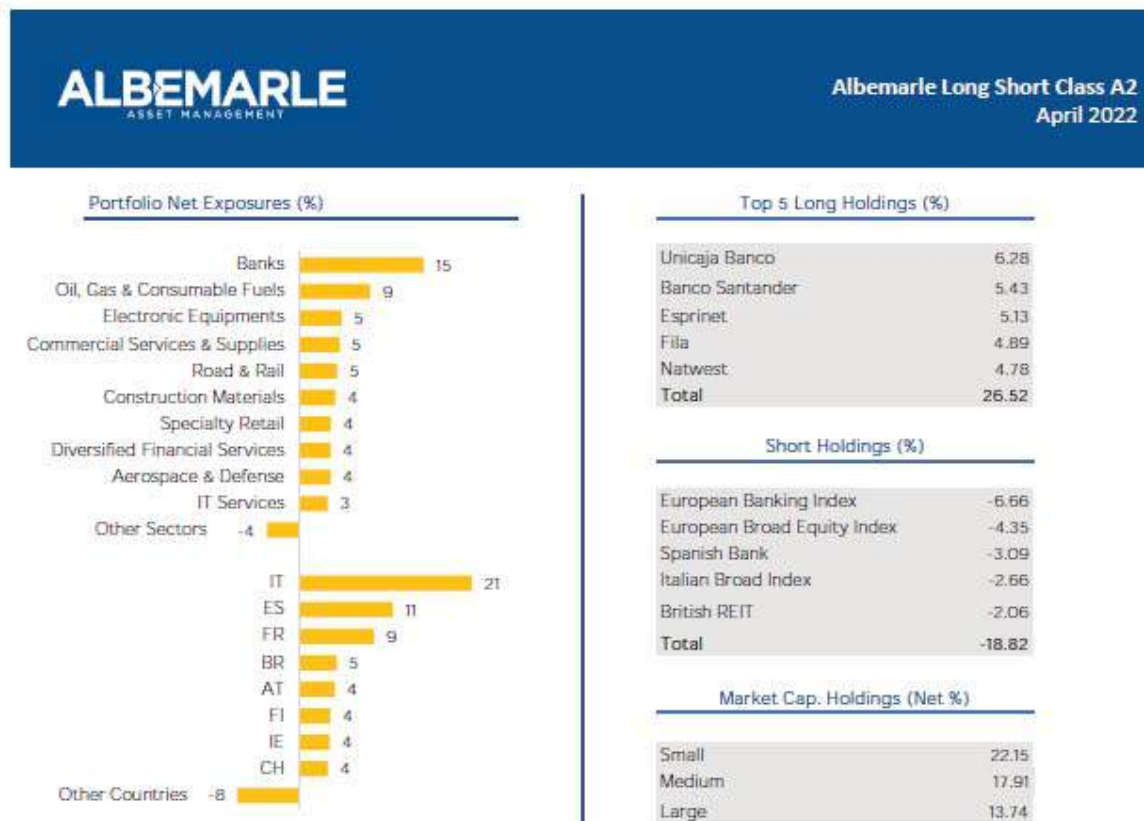 ALBEMARLE
ASSET MANAGEMENT
Albemarle Long Short Class A2
April 2022
Portfolio Net Exposures (%)
Banks 15
Oil, Gas & Consumable Fuels 9
Electronic Equipments 5
Commercial Services & Supplies 5
Road & Rail 5
Construction Materials 4
Specialty Retail 4
Diversified Financial Services 4
Aerospace & Defense 4
IT Services 3
Other Sectors -4
IT 21
ES 11
FR 9
BR 5
AT 4
FI 4
IE 4
CH 4
Other Countries -8
Top 5 Long Holdings (%)
Unicaja Banco 6.28
Banco Santander 5.43
Esprinet 5.13
Fila 4.89
Natwest 4.78
Total 26.52
Short Holdings (%)
European Banking Index -6.66
European Broad Equity Index -4.35
Spanish Bank -3.09
Italian Broad Index -2.66
British REIT -2.06
Total -18.82
Market Cap. Holdings (Net %)
Small 22.15
Medium 17.91
Large 13.74